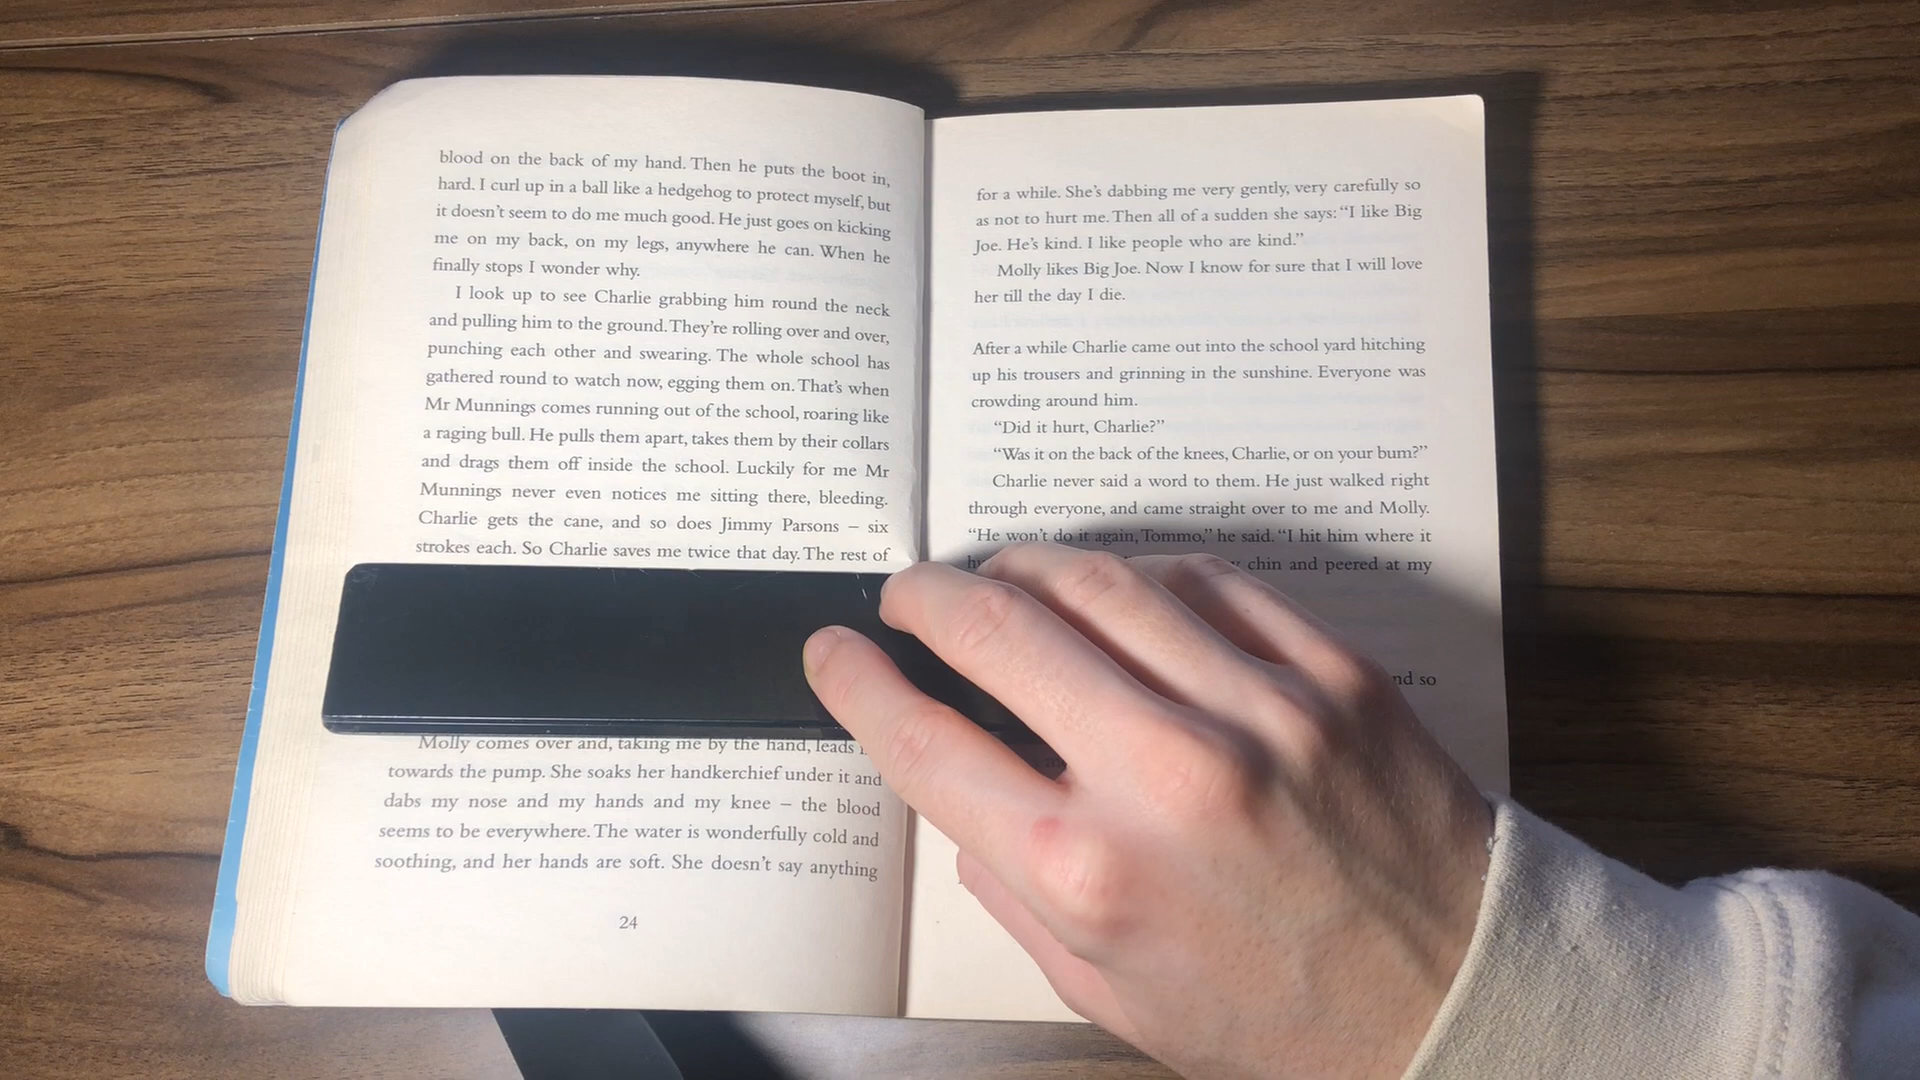 blood on the back of my hand. Then he puts the boot in,
hard. I curl up in a ball like a hedgehog to protect myself, but
it doesn't seem to do me much good. He just goes on kicking
me on my back, on my legs, anywhere he can. When he
finally stops I wonder why.
I look up to see Charlie grabbing him round the neck
and pulling him to the ground. They're rolling over and over,
punching each other and swearing. The whole school has
gathered round to watch now, egging them on. That's when
Mr Munnings comes running out of the school, roaring like
a raging bull. He pulls them apart, takes them by their collars
and drags them off inside the school. Luckily for me Mr
Munnings never even notices me sitting there, bleeding.
Charlie gets the cane, and so does Jimmy Parsons – six
strokes each. So Charlie saves me twice that day. The rest of
Molly comes over and, taking me by the hand, leads
towards the pump. She soaks her handkerchief under it and
dabs my nose and my hands and my knee – the blood
seems to be everywhere. The water is wonderfully cold and
soothing, and her hands are soft. She doesn't say anything
24
for a while. She's dabbing me very gently, very carefully so
as not to hurt me. Then all of a sudden she says: “I like Big
Joe. He's kind. I like people who are kind.”
Molly likes Big Joe. Now I know for sure that I will love
her till the day I die.
After a while Charlie came out into the school yard hitching
up his trousers and grinning in the sunshine. Everyone was
crowding around him.
“Did it hurt, Charlie?”
“Was it on the back of the knees, Charlie, or on your bum?”
Charlie never said a word to them. He just walked right
through everyone, and came straight over to me and Molly.
“He won't do it again, Tommo,” he said. “I hit him where it
chin and peered at my
so